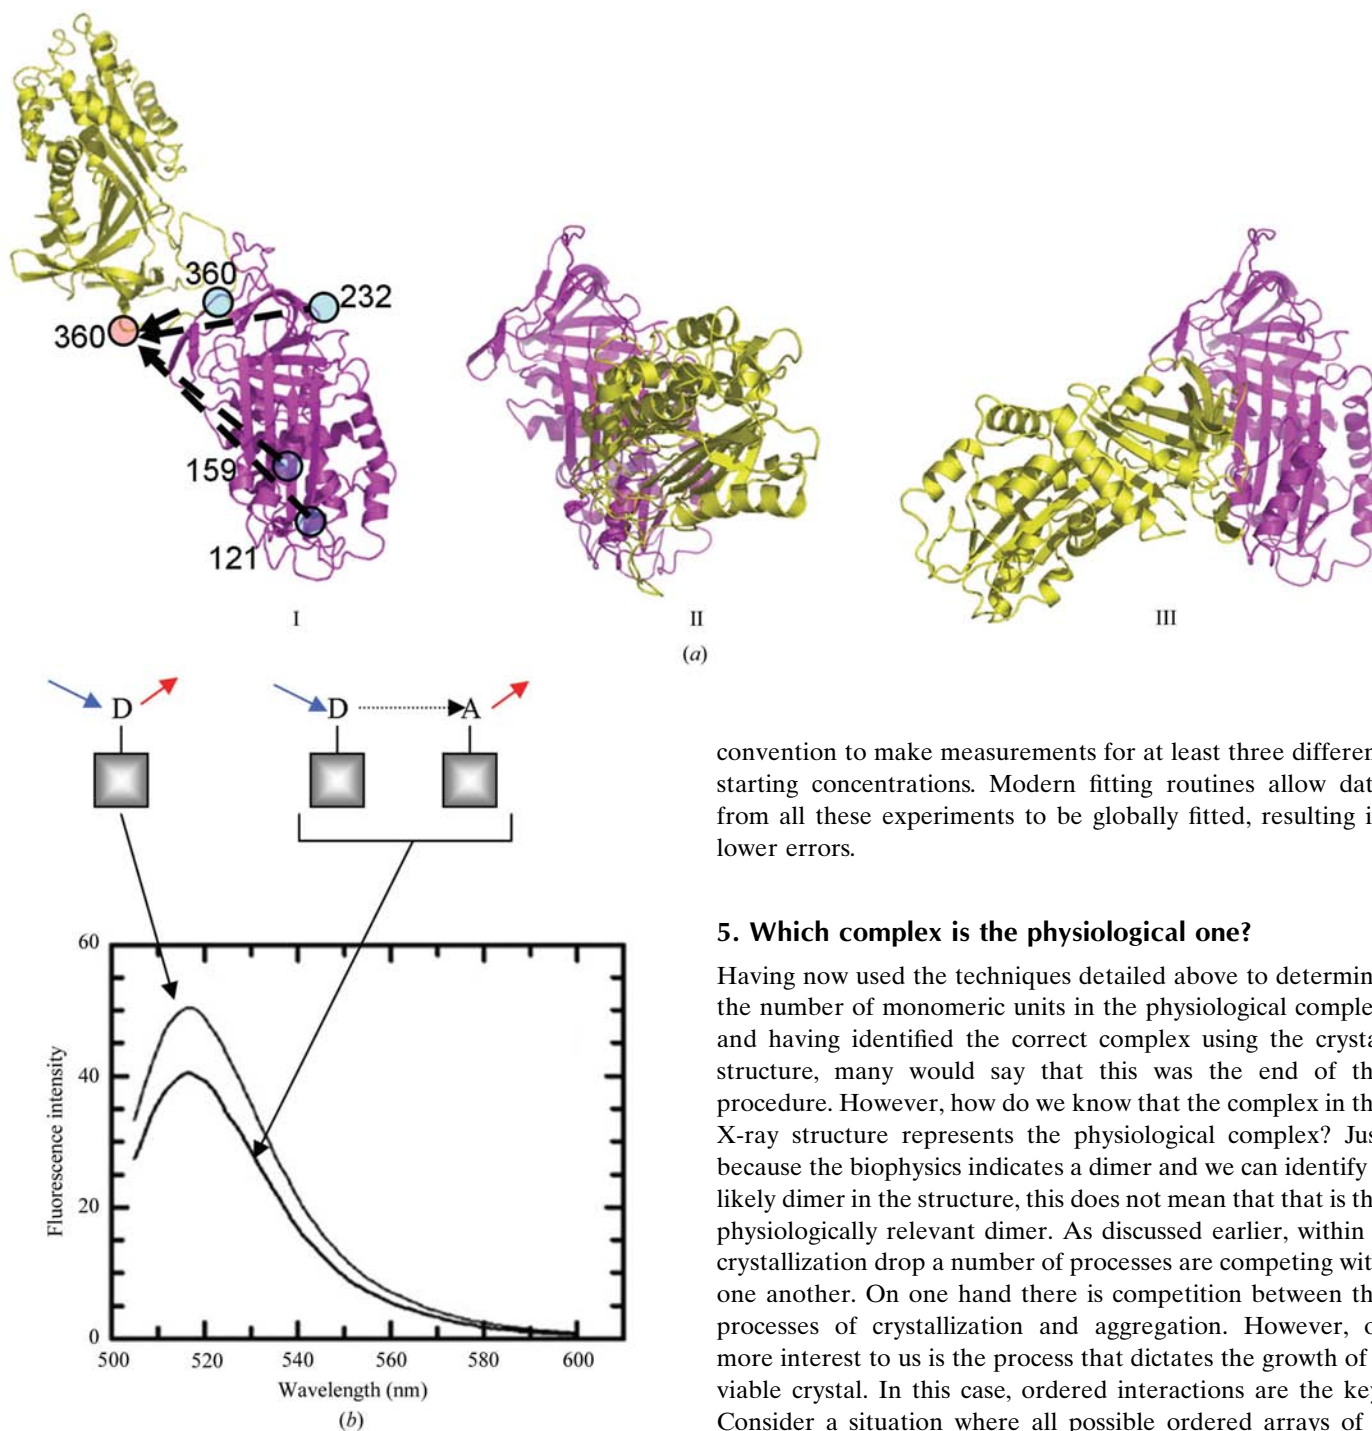 360
232
360
159
121
I
II
III
(a)
D
D
A
convention to make measurements for at least three differen
starting concentrations. Modern fitting routines allow dat
from all these experiments to be globally fitted, resulting i
lower errors.
5. Which complex is the physiological one?
Having now used the techniques detailed above to determin
the number of monomeric units in the physiological comple
and having identified the correct complex using the crysta
structure, many would say that this was the end of th
procedure. However, how do we know that the complex in th
X-ray structure represents the physiological complex? Jus
because the biophysics indicates a dimer and we can identify
likely dimer in the structure, this does not mean that that is th
physiologically relevant dimer. As discussed earlier, within
crystallization drop a number of processes are competing wit
one another. On one hand there is competition between th
processes of crystallization and aggregation. However, o
more interest to us is the process that dictates the growth of
viable crystal. In this case, ordered interactions are the key
Consider a situation where all possible ordered arrays of
60
40
20
0
Fluorescence intensity
500 520 540 560 580 600
Wavelength (nm)
(b)